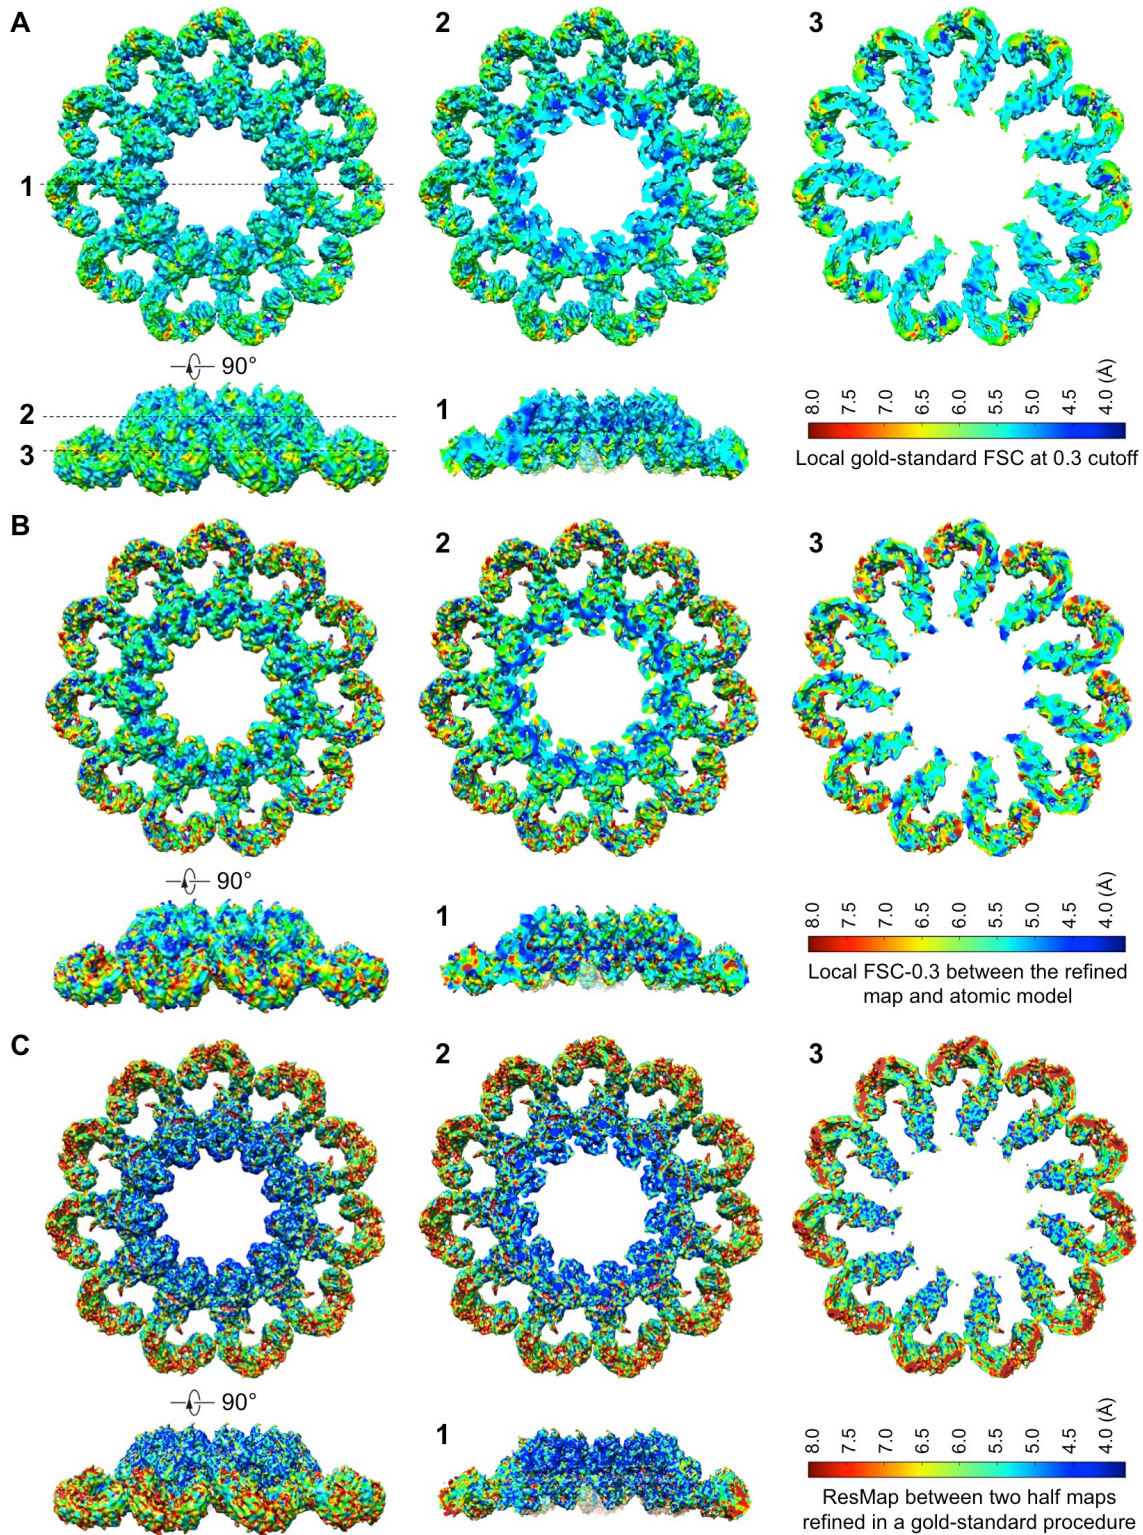 A
2
3
1
90°
2
3
1
8.0 7.5 7.0 6.5 6.0 5.5 5.0 4.5 4.0 (Å)
Local gold-standard FSC at 0.3 cutoff
B
2
3
90°
1
8.0 7.5 7.0 6.5 6.0 5.5 5.0 4.5 4.0 (Å)
Local FSC-0.3 between the refined
map and atomic model
C
2
3
90°
1
8.0 7.5 7.0 6.5 6.0 5.5 5.0 4.5 4.0 (Å)
ResMap between two half maps
refined in a gold-standard procedure